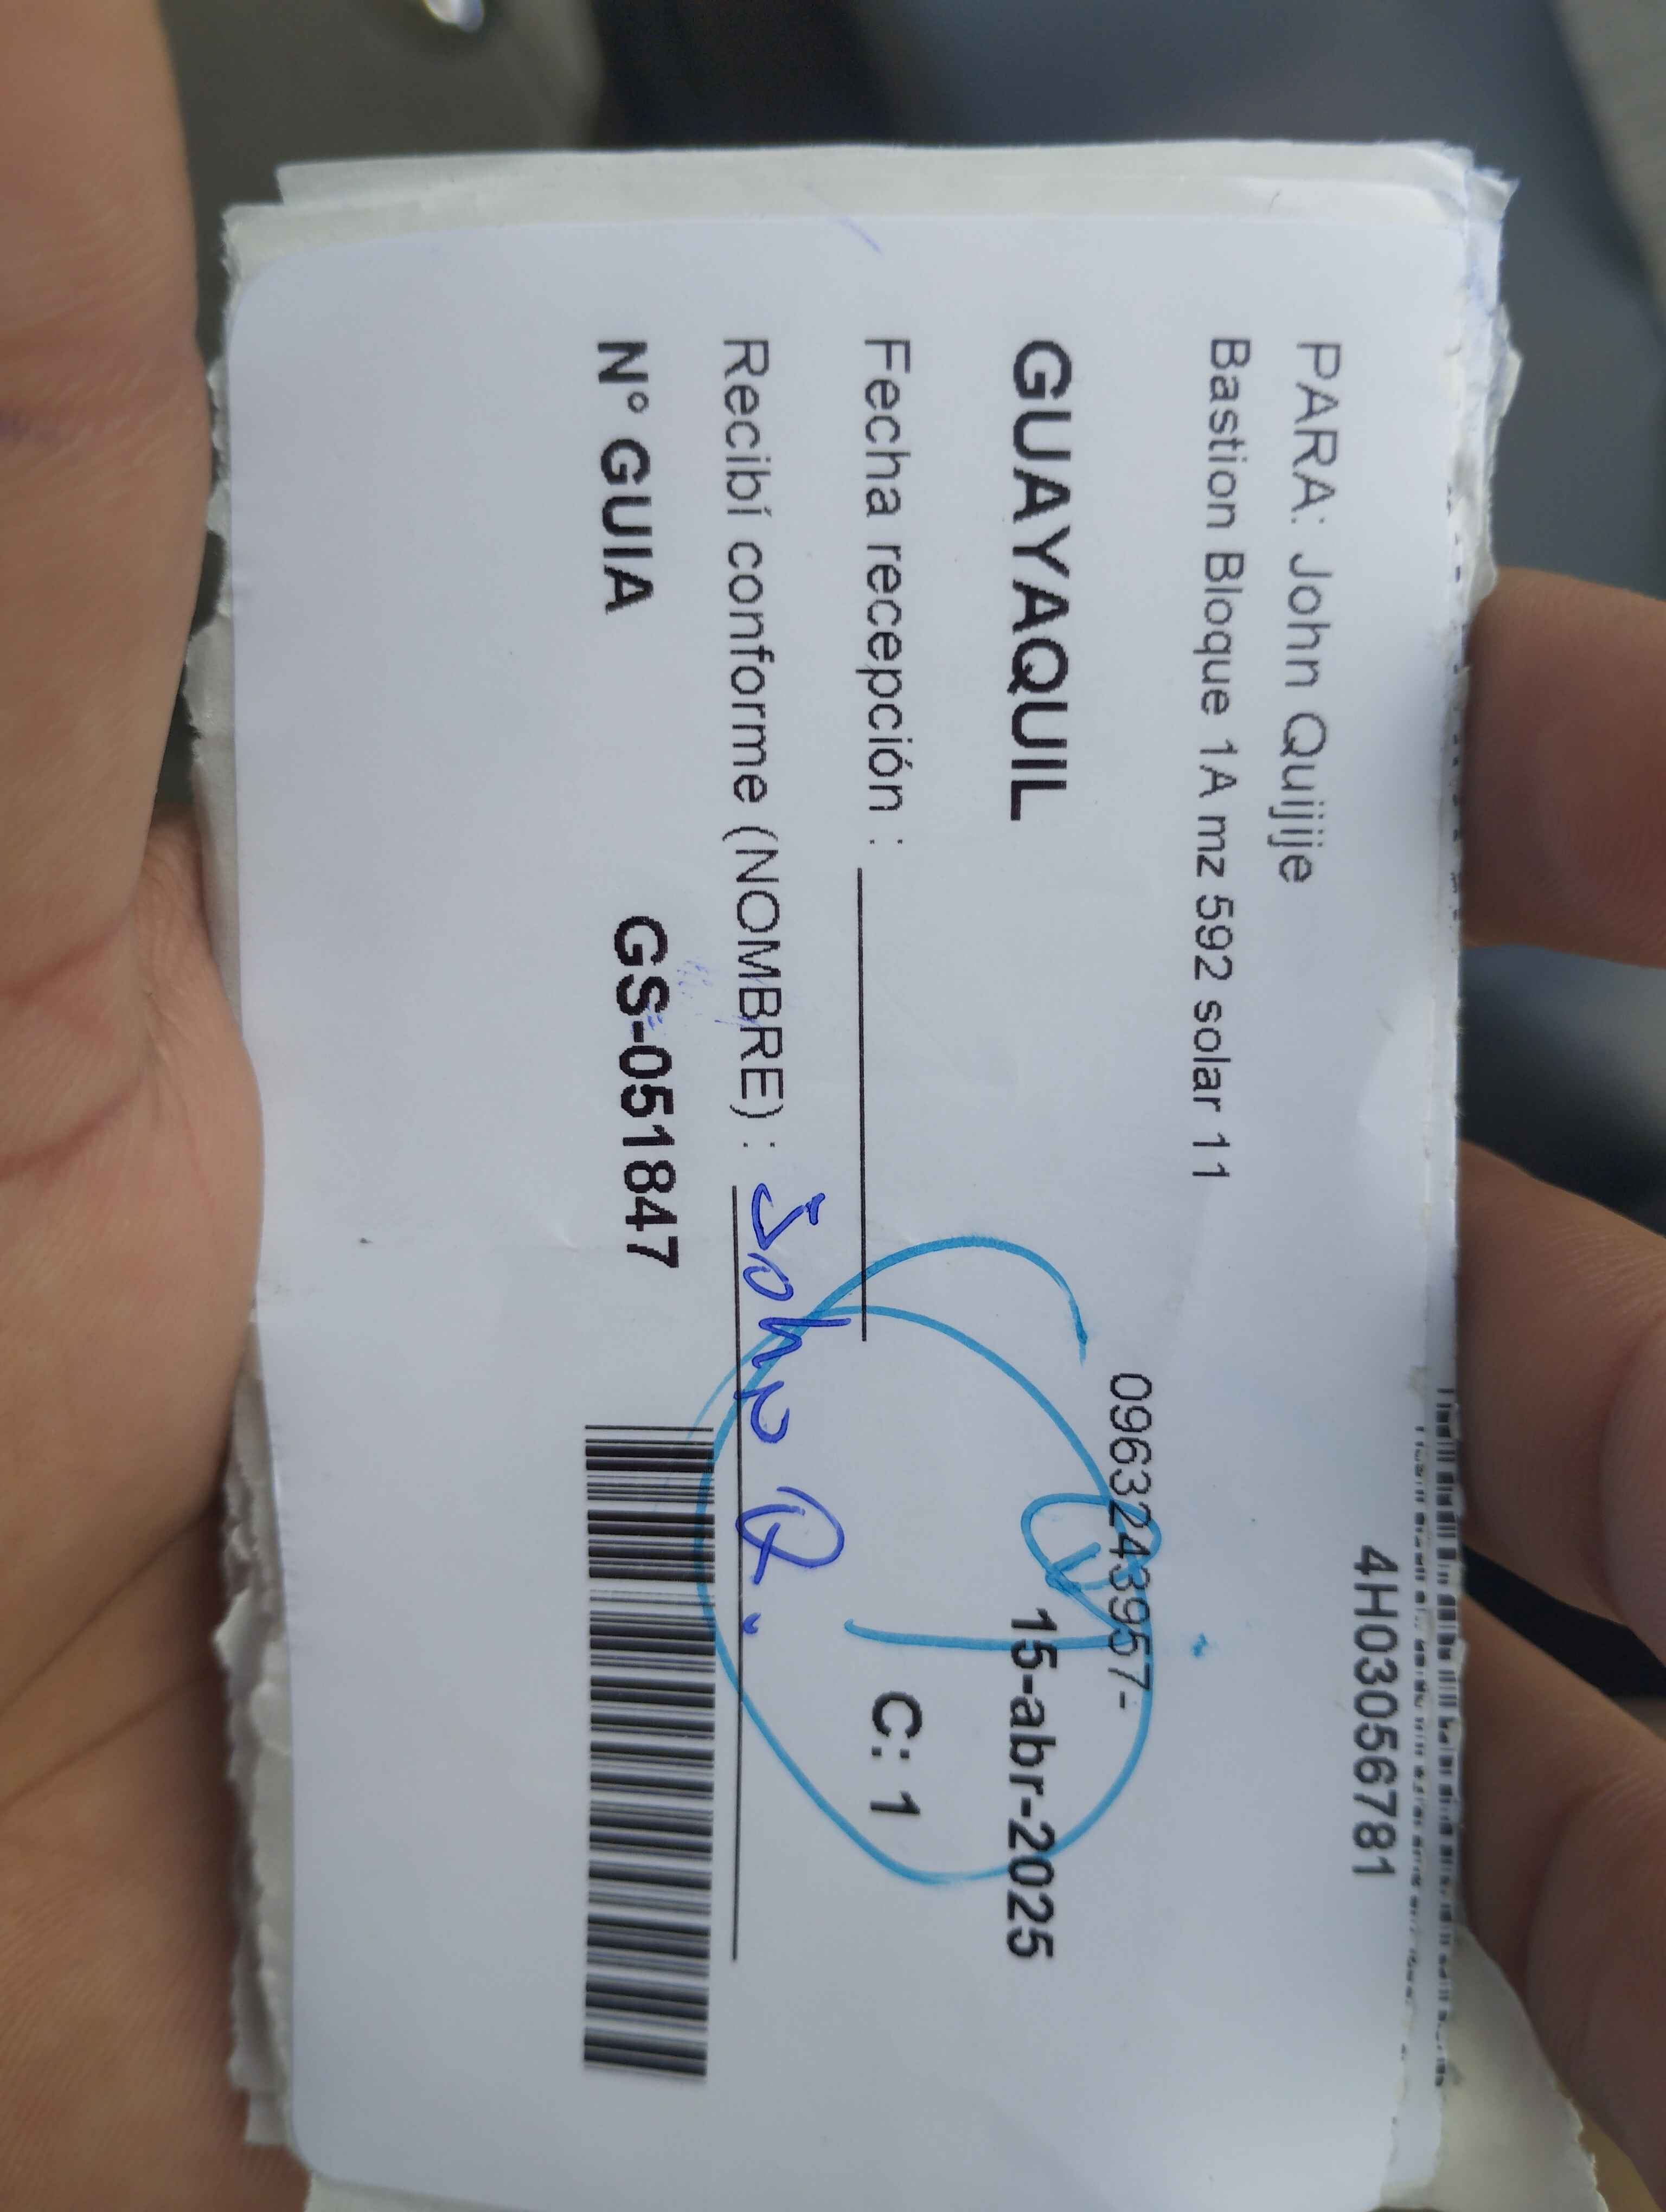 4H03056781
PARA: John Quijije
Bastion Bloque 1A mz 592 solar 11
0963243957-
GUAYAQUIL 15-abr-2025
Fecha recepción : C: 1
Recibí conforme (NOMBRE) : John Q.
N° GUIA GS-051847